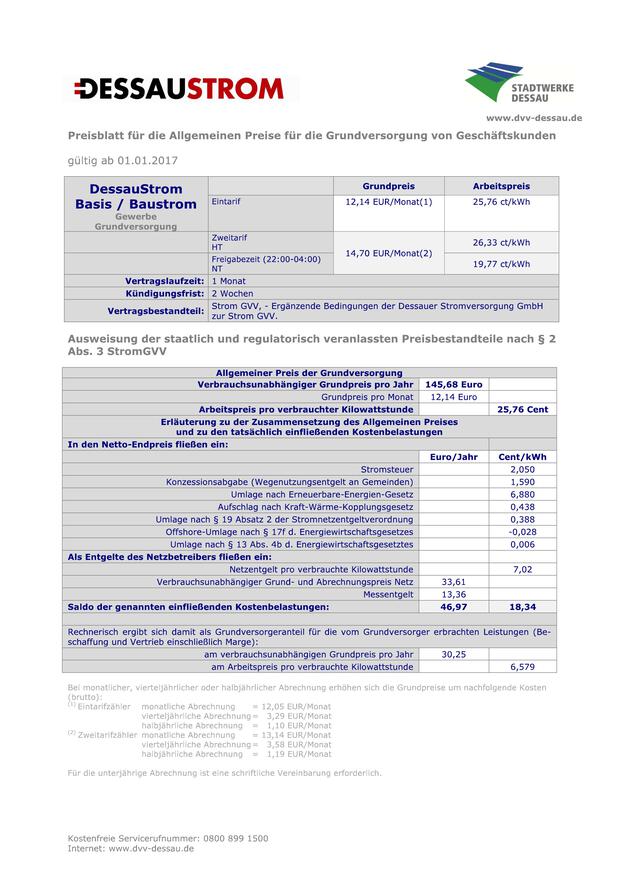 DESSAUSTROM
STADTWERKE
DESSAU
www.dvv-dessau.de
Preisblatt für die Allgemeinen Preise für die Grundversorgung von Geschäftskunden
gültig ab 01.01.2017
DessauStrom
Basis / Baustrom
Gewerbe
Grundversorgung
Grundpreis Arbeitspreis
Eintarif 12,14 EUR/Monat(1) 25,76 ct/kWh
Zweitarif
HT 26,33 ct/kWh
14,70 EUR/Monat(2)
Freigabezeit (22:00-04:00)
NT 19,77 ct/kWh
Vertragslaufzeit: 1 Monat
Kündigungsfrist: 2 Wochen
Vertragsbestandteil: Strom GVV, - Ergänzende Bedingungen der Dessauer Stromversorgung GmbH
zur Strom GVV.
Ausweisung der staatlich und regulatorisch veranlassten Preisbestandteile nach § 2
Abs. 3 StromGVV
Allgemeiner Preis der Grundversorgung
Verbrauchsunabhängiger Grundpreis pro Jahr 145,68 Euro
Grundpreis pro Monat 12,14 Euro
Arbeitspreis pro verbrauchter Kilowattstunde 25,76 Cent
Erläuterung zu der Zusammensetzung des Allgemeinen Preises
und zu den tatsächlich einfließenden Kostenbelastungen
In den Netto-Endpreis fließen ein:
Euro/Jahr Cent/kWh
Stromsteuer 2,050
Konzessionsabgabe (Wegenutzungsentgelt an Gemeinden) 1,590
Umlage nach Erneuerbare-Energien-Gesetz 6,880
Aufschlag nach Kraft-Wärme-Kopplungsgesetz 0,438
Umlage nach § 19 Absatz 2 der Stromnetzentgeltverordnung 0,388
Offshore-Umlage nach § 17f d. Energiewirtschaftsgesetzes -0,028
Umlage nach § 13 Abs. 4b d. Energiewirtschaftsgesetztes 0,006
Als Entgelte des Netzbetreibers fließen ein:
Netzentgelt pro verbrauchte Kilowattstunde 7,02
Verbrauchsunabhängiger Grund- und Abrechnungspreis Netz 33,61
Messentgelt 13,36
Saldo der genannten einfließenden Kostenbelastungen: 46,97 18,34
Rechnerisch ergibt sich damit als Grundversorgeranteil für die vom Grundversorger erbrachten Leistungen (Be-
schaffung und Vertrieb einschließlich Marge):
am verbrauchsunabhängigen Grundpreis pro Jahr 30,25
am Arbeitspreis pro verbrauchte Kilowattstunde 6,579
Bei monatlicher, vierteljährlicher oder halbjährlicher Abrechnung erhöhen sich die Grundpreise um nachfolgende Kosten
(brutto):
(1) Eintarifzähler monatliche Abrechnung = 12,05 EUR/Monat
vierteljährliche Abrechnung = 3,29 EUR/Monat
halbjährliche Abrechnung = 1,10 EUR/Monat
(2) Zweitarifzähler monatliche Abrechnung = 13,14 EUR/Monat
vierteljährliche Abrechnung = 3,58 EUR/Monat
halbjährliche Abrechnung = 1,19 EUR/Monat
Für die unterjährige Abrechnung ist eine schriftliche Vereinbarung erforderlich.
Kostenfreie Servicerufnummer: 0800 899 1500
Internet: www.dvv-dessau.de